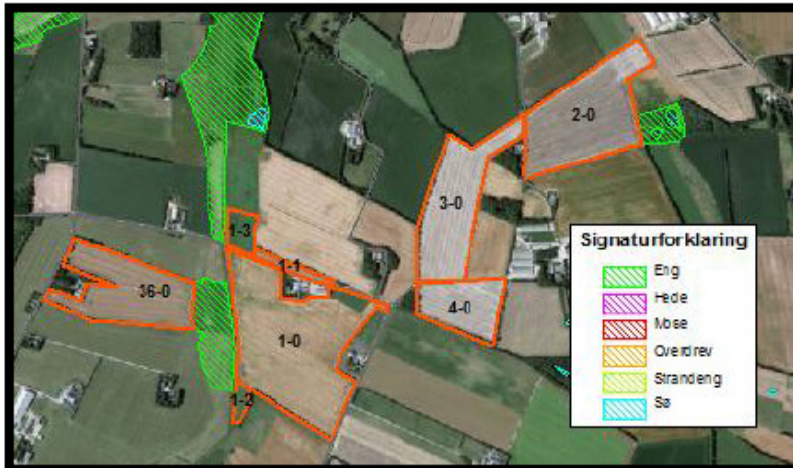 2-0
3-0
1-3
1-1
36-0
4-0
1-0
1-2
Signaturforklaring
Eng
Hede
Mose
Overdrev
Strandeng
Sø